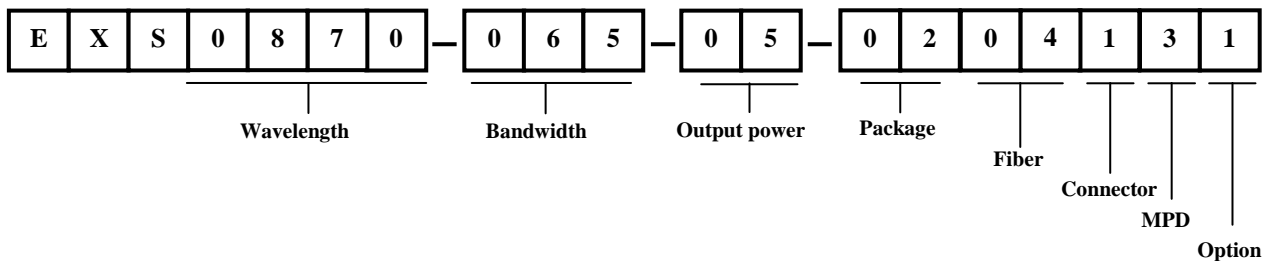 E X S 0 8 7 0 – 0 6 5 – 0 5 – 0 2 0 4 1 3 1
Wavelength Bandwidth Output power Package
Fiber
Connector
MPD
Option